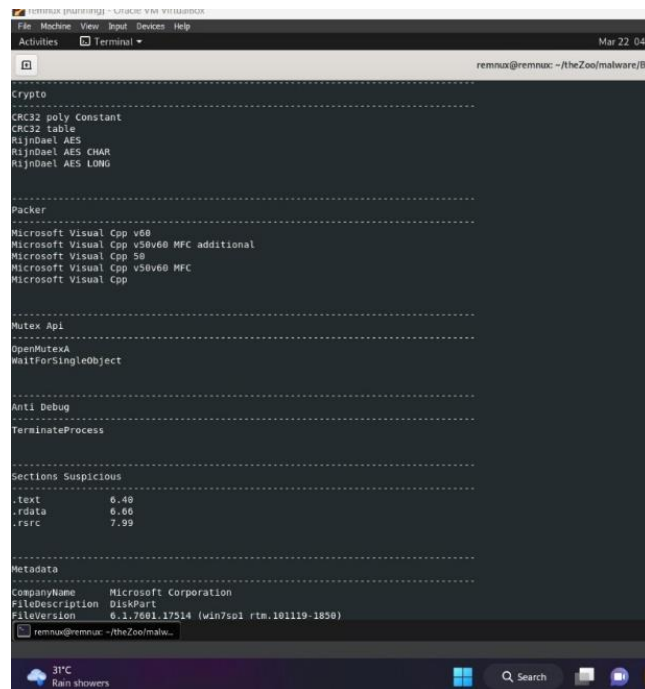 remnux [Running] - Oracle VM VirtualBox
File Machine View Input Devices Help
Activities Terminal Mar 22 04
remnux@remnux: ~/theZoo/malware/B
Crypto
CRC32 poly Constant
CRC32 table
RijnDael AES
RijnDael AES CHAR
RijnDael AES LONG
Packer
Microsoft Visual Cpp v60
Microsoft Visual Cpp v50v60 MFC additional
Microsoft Visual Cpp 50
Microsoft Visual Cpp v50v60 MFC
Microsoft Visual Cpp
Mutex Api
OpenMutexA
WaitForSingleObject
Anti Debug
TerminateProcess
Sections Suspicious
.text 6.40
.rdata 6.66
.rsrc 7.99
Metadata
CompanyName Microsoft Corporation
FileDescription DiskPart
FileVersion 6.1.7601.17514 (win7sp1_rtm.101119-1850)
remnux@remnux: ~/theZoo/malw...
31°C
Rain showers
Search